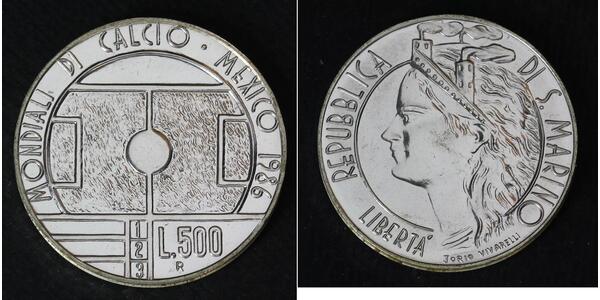 MONDIALI DI CALCIO · MEXICO 1986
1
2
3
L.500
R
REPUBBLICA DI S. MARINO
LIBERTA'
JORIO VIVARELLI